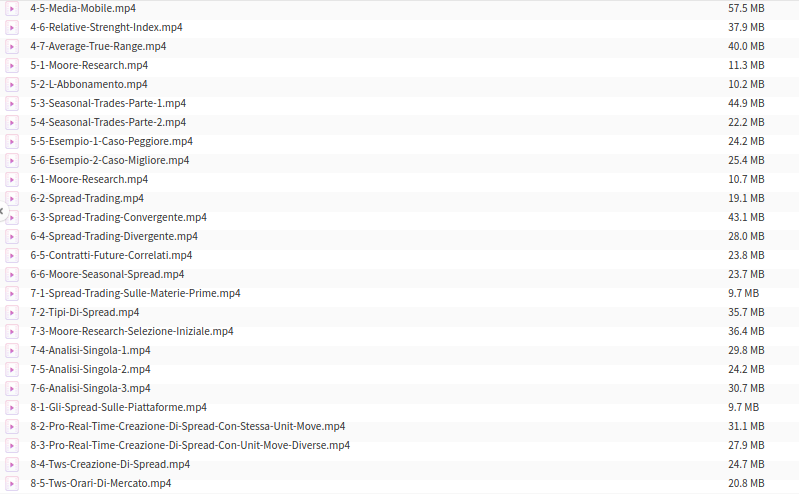 4-5-Media-Mobile.mp4 57.5 MB
4-6-Relative-Strenght-Index.mp4 37.9 MB
4-7-Average-True-Range.mp4 40.0 MB
5-1-Moore-Research.mp4 11.3 MB
5-2-L-Abbonamento.mp4 10.2 MB
5-3-Seasonal-Trades-Parte-1.mp4 44.9 MB
5-4-Seasonal-Trades-Parte-2.mp4 22.2 MB
5-5-Esempio-1-Caso-Peggiore.mp4 24.2 MB
5-6-Esempio-2-Caso-Migliore.mp4 25.4 MB
6-1-Moore-Research.mp4 10.7 MB
6-2-Spread-Trading.mp4 19.1 MB
6-3-Spread-Trading-Convergente.mp4 43.1 MB
6-4-Spread-Trading-Divergente.mp4 28.0 MB
6-5-Contratti-Future-Correlati.mp4 23.8 MB
6-6-Moore-Seasonal-Spread.mp4 23.7 MB
7-1-Spread-Trading-Sulle-Materie-Prime.mp4 9.7 MB
7-2-Tipi-Di-Spread.mp4 35.7 MB
7-3-Moore-Research-Selezione-Iniziale.mp4 36.4 MB
7-4-Analisi-Singola-1.mp4 29.8 MB
7-5-Analisi-Singola-2.mp4 24.2 MB
7-6-Analisi-Singola-3.mp4 30.7 MB
8-1-Gli-Spread-Sulle-Piattaforme.mp4 9.7 MB
8-2-Pro-Real-Time-Creazione-Di-Spread-Con-Stessa-Unit-Move.mp4 31.1 MB
8-3-Pro-Real-Time-Creazione-Di-Spread-Con-Unit-Move-Diverse.mp4 27.9 MB
8-4-Tws-Creazione-Di-Spread.mp4 24.7 MB
8-5-Tws-Orari-Di-Mercato.mp4 20.8 MB